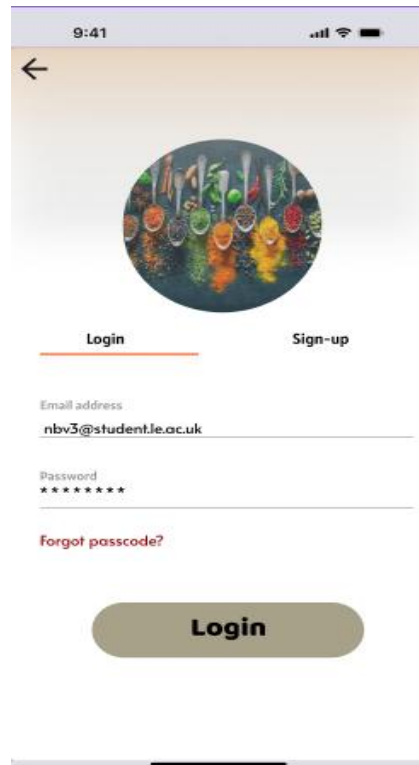 9:41
Login Sign-up
Email address
nbv3@student.le.ac.uk
Password
********
Forgot passcode?
Login